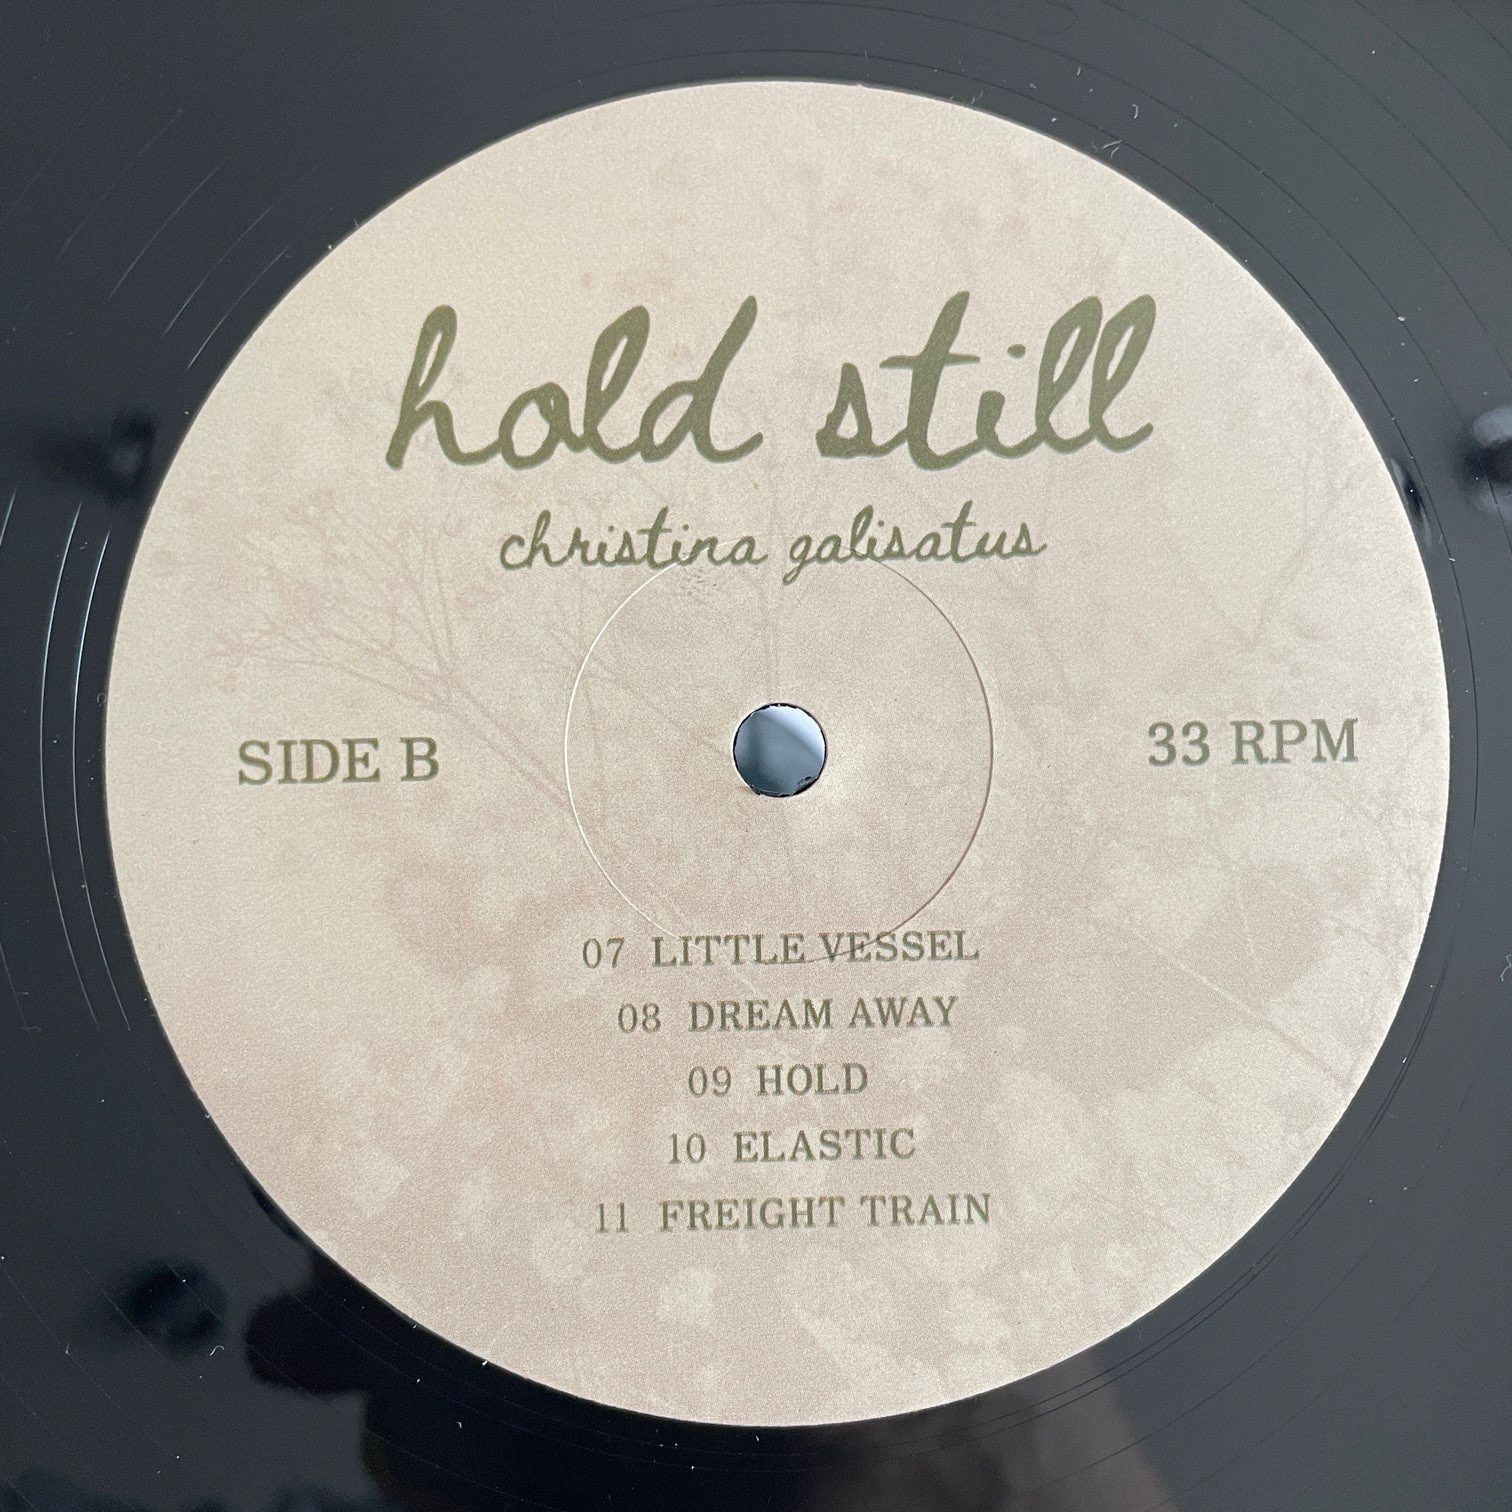 hold still
christina galisatus
SIDE B
33 RPM
07 LITTLE VESSEL
08 DREAM AWAY
09 HOLD
10 ELASTIC
11 FREIGHT TRAIN